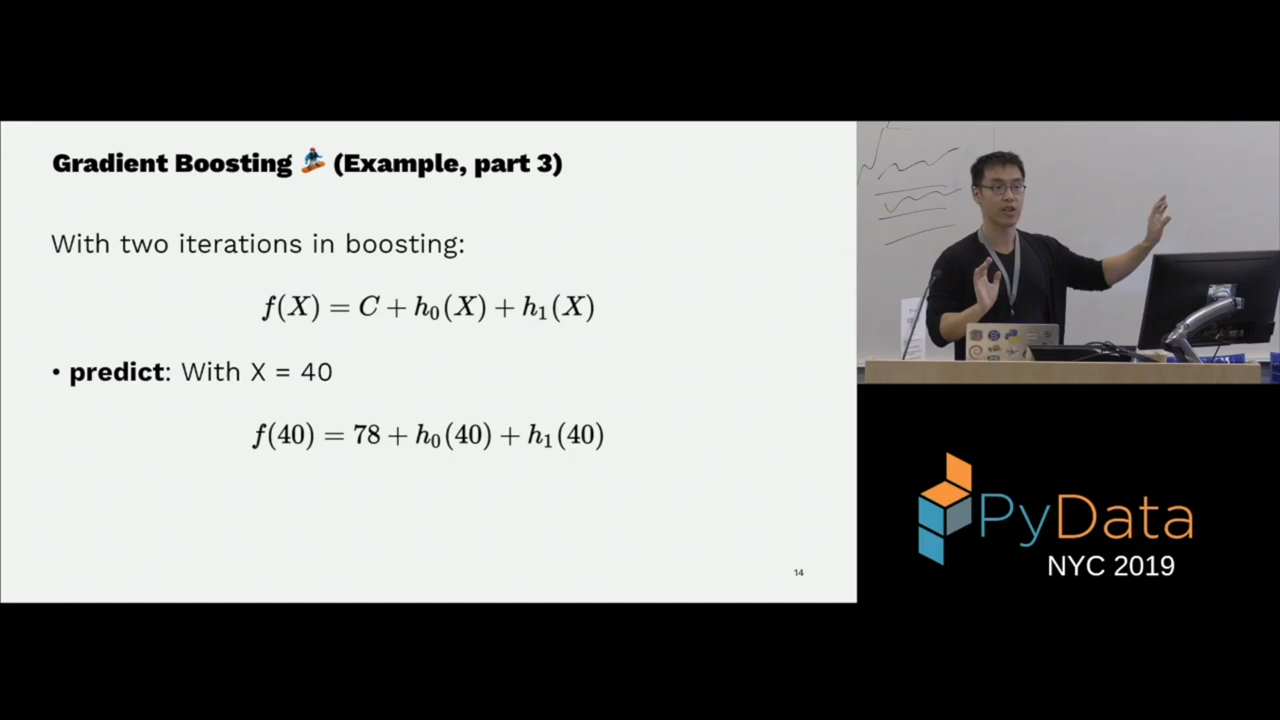 Gradient Boosting 🏂 (Example, part 3)
With two iterations in boosting:
f(X) = C + h₀(X) + h₁(X)
• predict: With X = 40
f(40) = 78 + h₀(40) + h₁(40)
14
PyData
NYC 2019